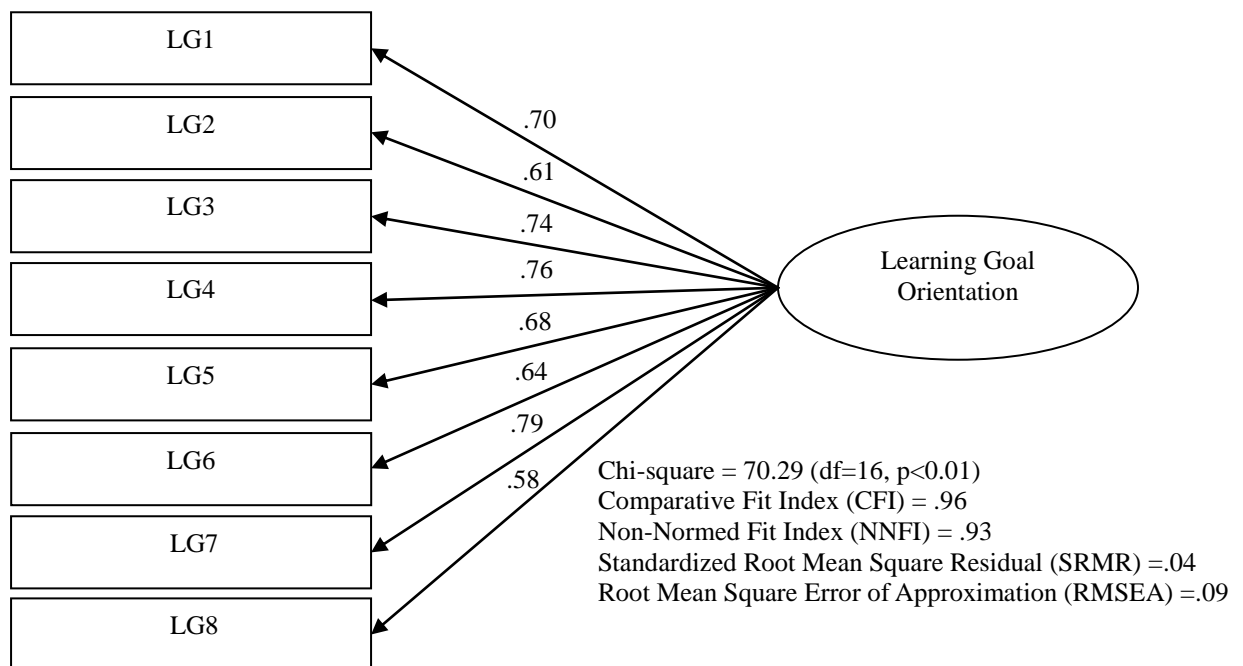 LG1
LG2
LG3
LG4
LG5
LG6
LG7
LG8
.70
.61
.74
.76
.68
.64
.79
.58
Learning Goal
Orientation
Chi-square = 70.29 (df=16, p<0.01)
Comparative Fit Index (CFI) = .96
Non-Normed Fit Index (NNFI) = .93
Standardized Root Mean Square Residual (SRMR) =.04
Root Mean Square Error of Approximation (RMSEA) =.09